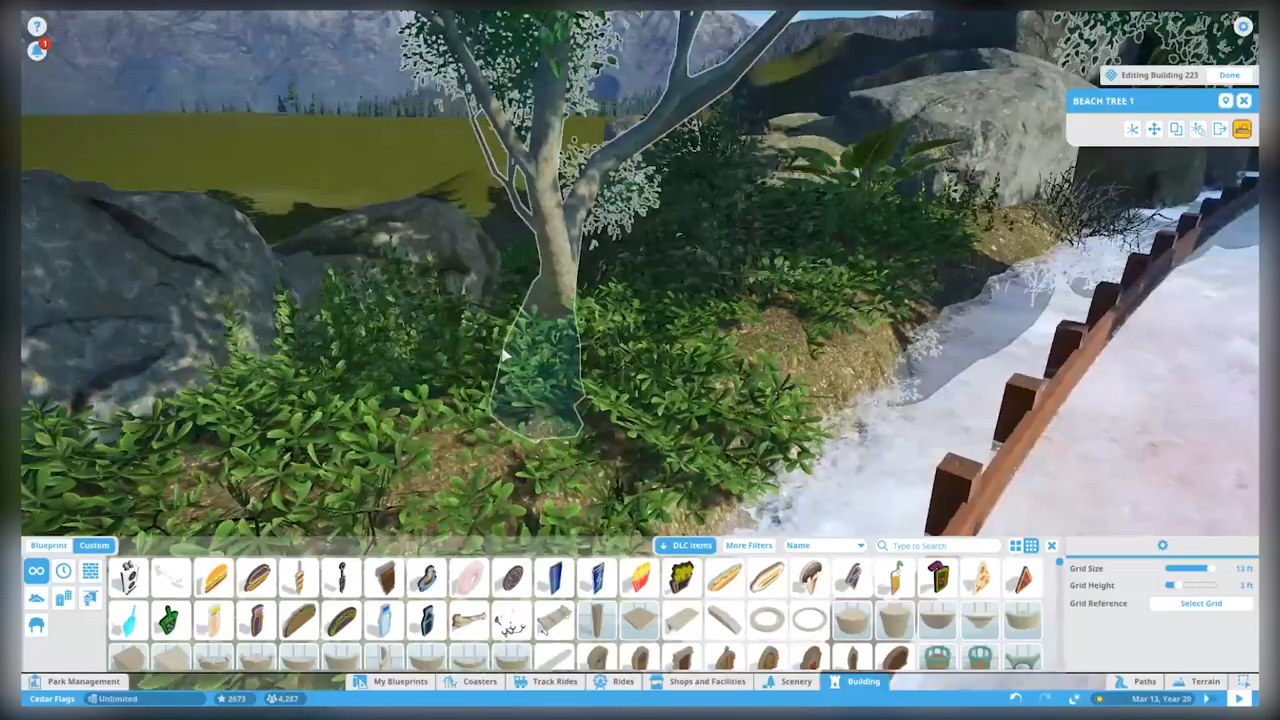 ?
1
Editing Building 223 Done
BEACH TREE 1
Blueprint Custom DLC Items More Filters Name Type to Search
Grid Size 13 ft
Grid Height 3 ft
Grid Reference Select Grid
Park Management My Blueprints Coasters Track Rides Rides Shops and Facilities Scenery Building Paths Terrain
Cedar Flags Unlimited 2673 4,287 Mar 13, Year 20